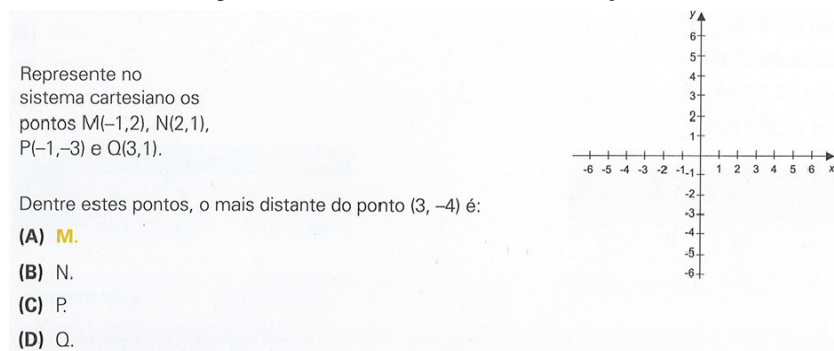 Represente no
sistema cartesiano os
pontos M(–1,2), N(2,1),
P(–1,–3) e Q(3,1).
Dentre estes pontos, o mais distante do ponto (3, –4) é:
(A) M.
(B) N.
(C) P.
(D) Q.
y
6
5
4
3
2
1
-6 -5 -4 -3 -2 -1 1 2 3 4 5 6 x
-1
-2
-3
-4
-5
-6